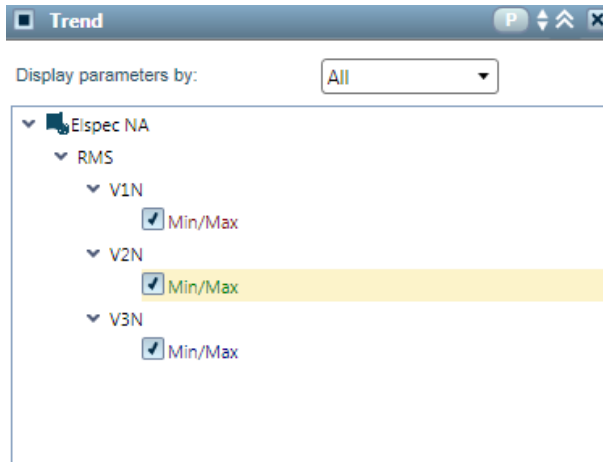 Trend P
Display parameters by: All
Elspec NA
RMS
V1N
Min/Max
V2N
Min/Max
V3N
Min/Max